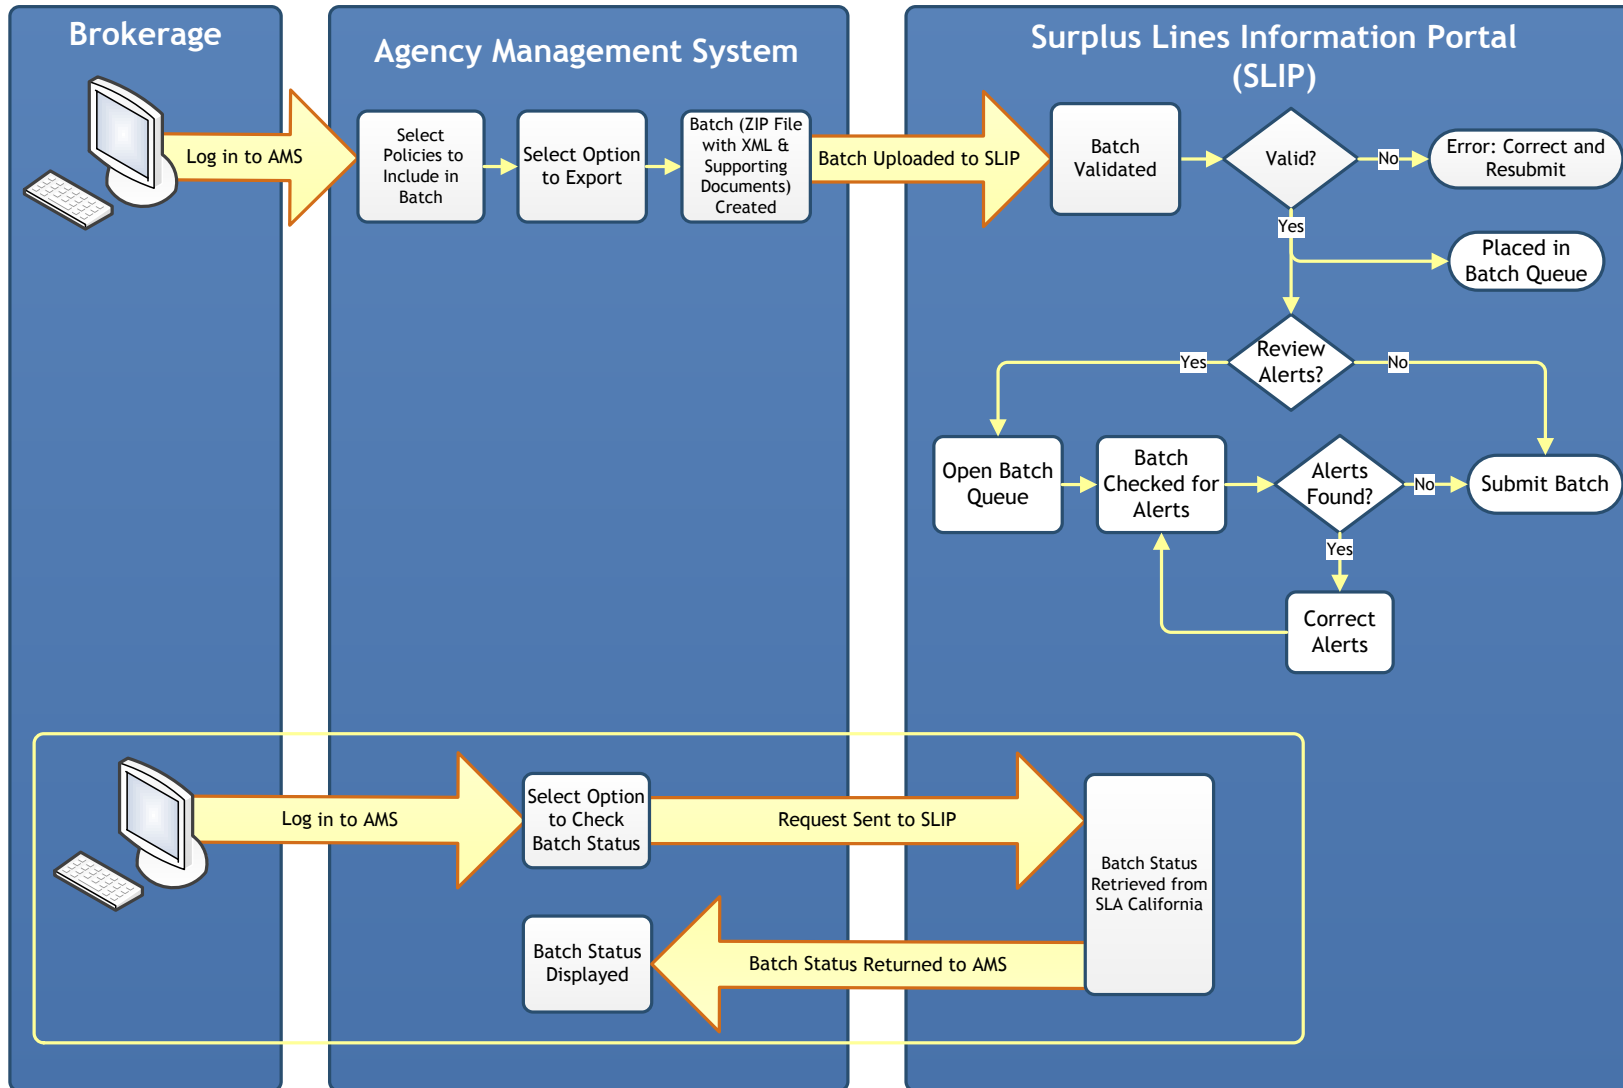 Brokerage
Agency Management System
Surplus Lines Information Portal
(SLIP)
Log in to AMS
Select
Policies to
Include in
Batch
Select Option
to Export
Batch (ZIP File
with XML &
Supporting
Documents)
Created
Batch Uploaded to SLIP
Batch
Validated
Valid?
No
Error: Correct and
Resubmit
Yes
Placed in
Batch Queue
Review
Alerts?
Yes
No
Open Batch
Queue
Batch
Checked for
Alerts
Alerts
Found?
No
Submit Batch
Yes
Correct
Alerts
Log in to AMS
Select Option
to Check
Batch Status
Request Sent to SLIP
Batch Status
Retrieved from
SLA California
Batch Status Returned to AMS
Batch Status
Displayed